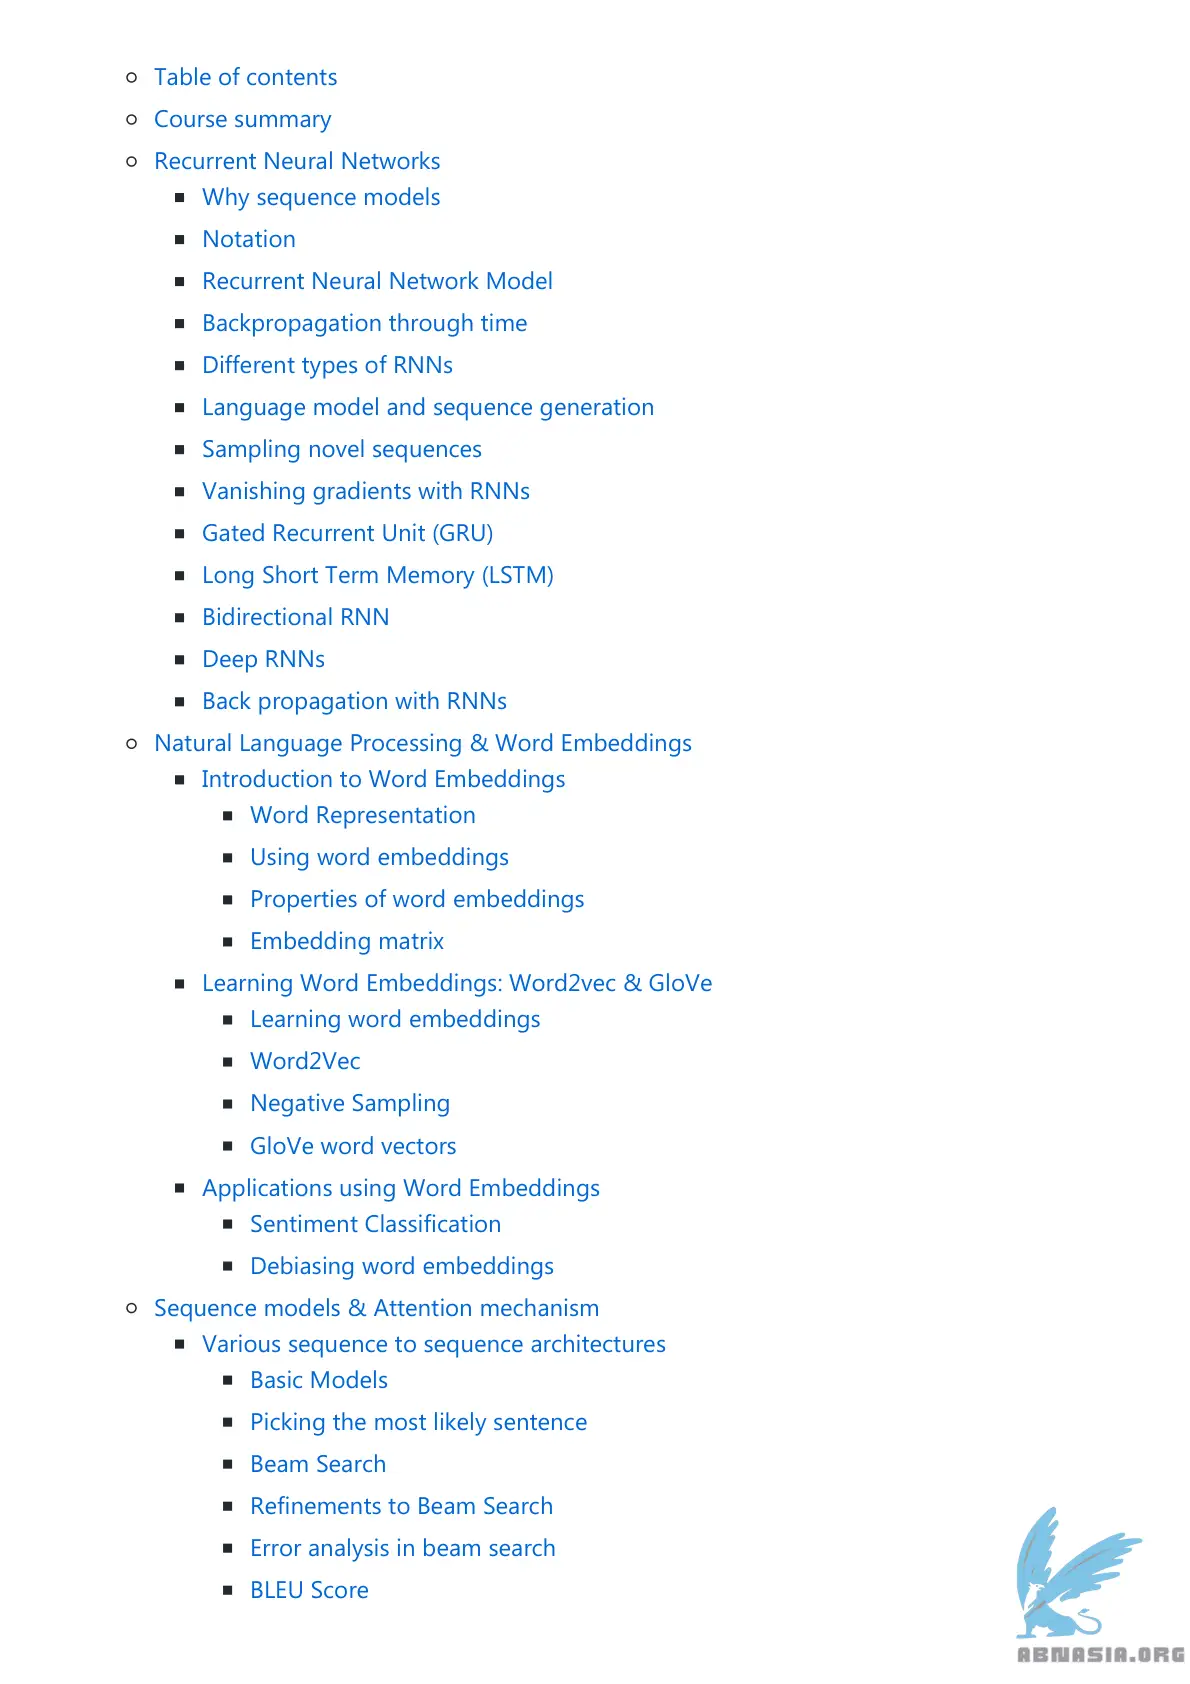 Table of contents
Course summary
Recurrent Neural Networks
Why sequence models
Notation
Recurrent Neural Network Model
Backpropagation through time
Different types of RNNs
Language model and sequence generation
Sampling novel sequences
Vanishing gradients with RNNs
Gated Recurrent Unit (GRU)
Long Short Term Memory (LSTM)
Bidirectional RNN
Deep RNNs
Back propagation with RNNs
Natural Language Processing & Word Embeddings
Introduction to Word Embeddings
Word Representation
Using word embeddings
Properties of word embeddings
Embedding matrix
Learning Word Embeddings: Word2vec & GloVe
Learning word embeddings
Word2Vec
Negative Sampling
GloVe word vectors
Applications using Word Embeddings
Sentiment Classification
Debiasing word embeddings
Sequence models & Attention mechanism
Various sequence to sequence architectures
Basic Models
Picking the most likely sentence
Beam Search
Refinements to Beam Search
Error analysis in beam search
BLEU Score
ABNASIA.ORG